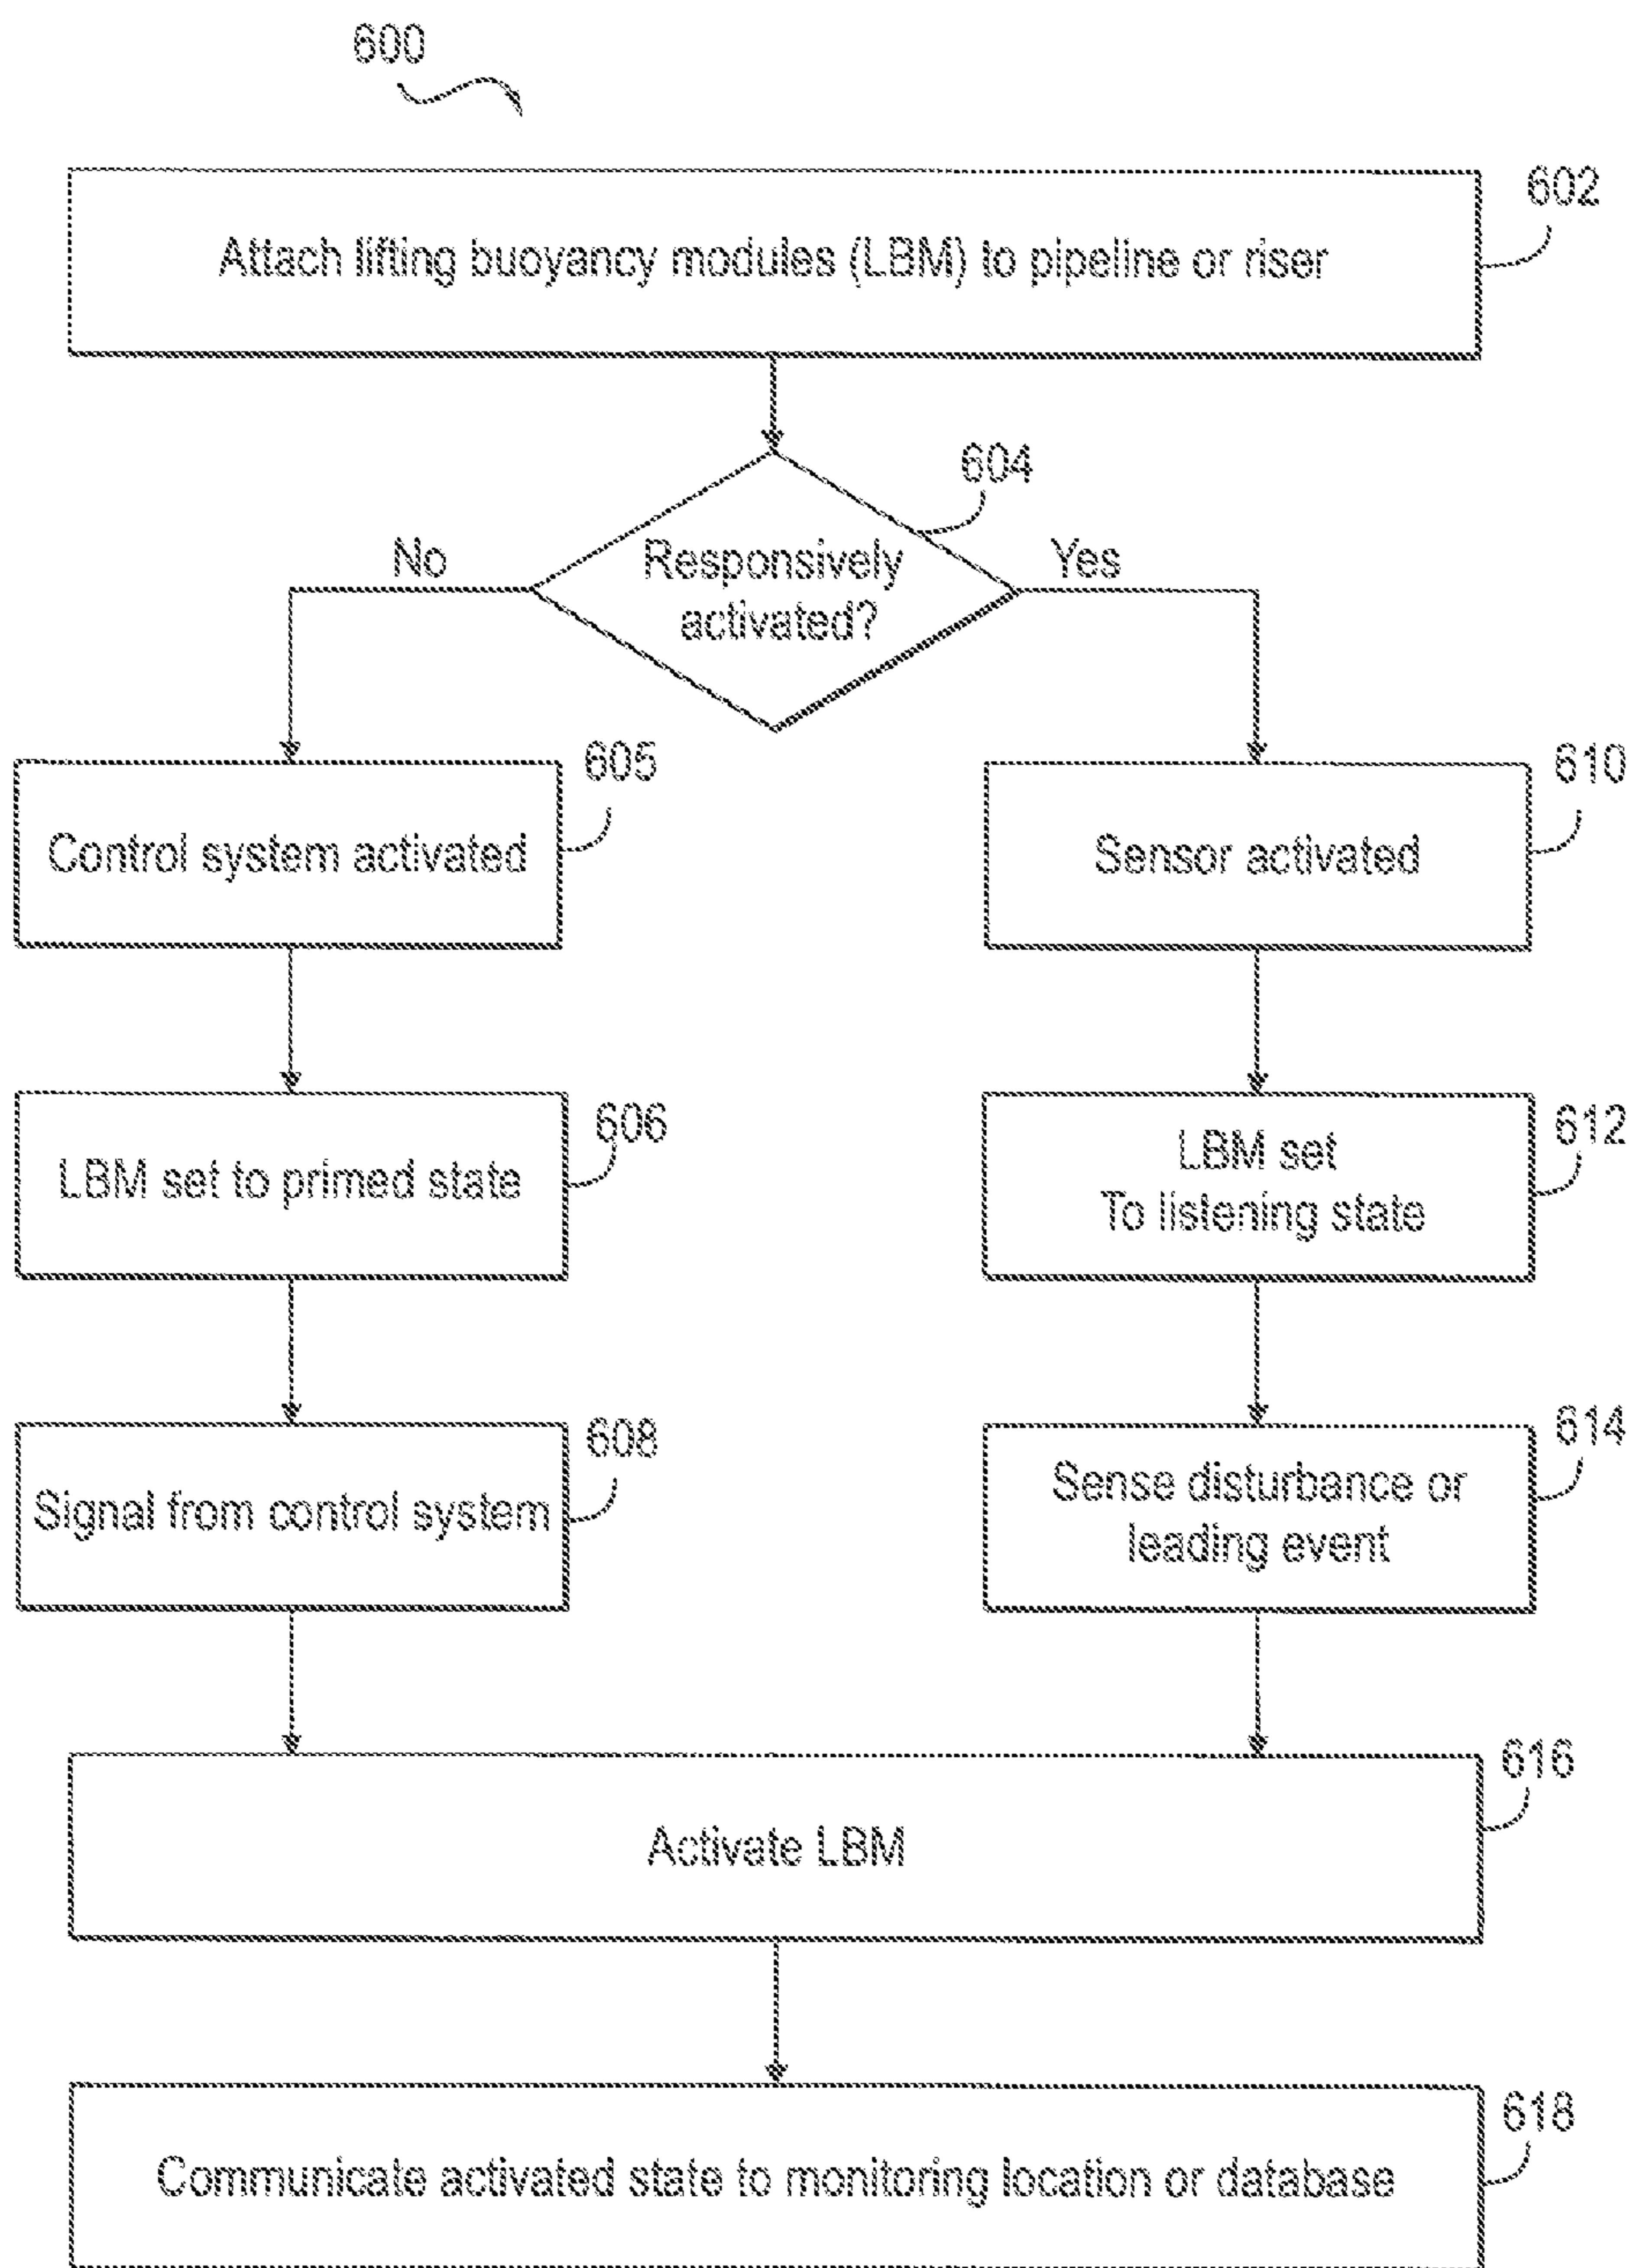 600
Attach lifting buoyancy modules (LBM) to pipeline or riser
602
604
No
Responsively
activated?
Yes
Control system activated
605
Sensor activated
610
LBM set to primed state
606
LBM set
To listening state
612
Signal from control system
608
Sense disturbance or
leading event
614
Activate LBM
616
Communicate activated state to monitoring location or database
618